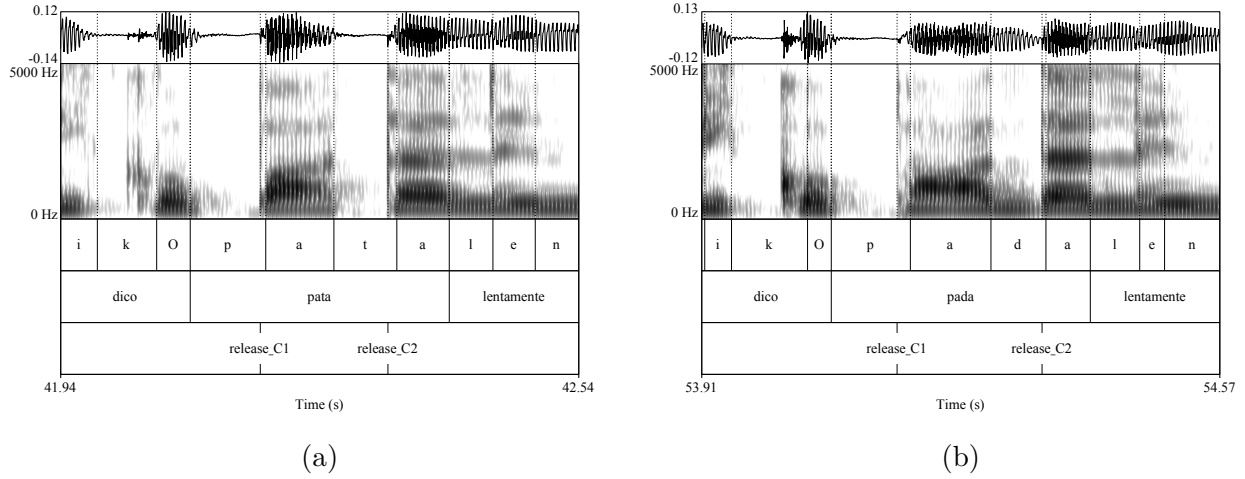 0.12
-0.14
5000 Hz
0 Hz
i k O p a t a l e n
dico pata lentamente
release_C1 release_C2
41.94 42.54
Time (s)
(a)
0.13
-0.12
5000 Hz
0 Hz
i k O p a d a l e n
dico pada lentamente
release_C1 release_C2
53.91 54.57
Time (s)
(b)